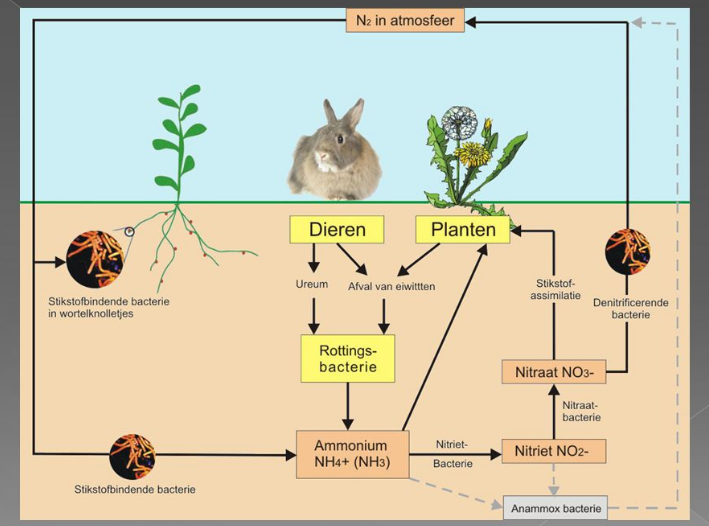 N2 in atmosfeer
Dieren
Planten
Ureum
Afval van eiwittten
Stikstof-
assimilatie
Denitrificerende
bacterie
Stikstofbindende bacterie
in wortelknolletjes
Rottings-
bacterie
Nitraat NO3-
Nitraat-
bacterie
Ammonium
NH4+ (NH3)
Nitriet-
Bacterie
Nitriet NO2-
Stikstofbindende bacterie
Anammox bacterie